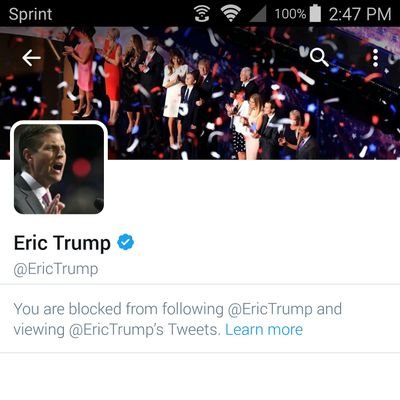 Sprint 100% 2:47 PM
Eric Trump
@EricTrump
You are blocked from following @EricTrump and
viewing @EricTrump's Tweets. Learn more